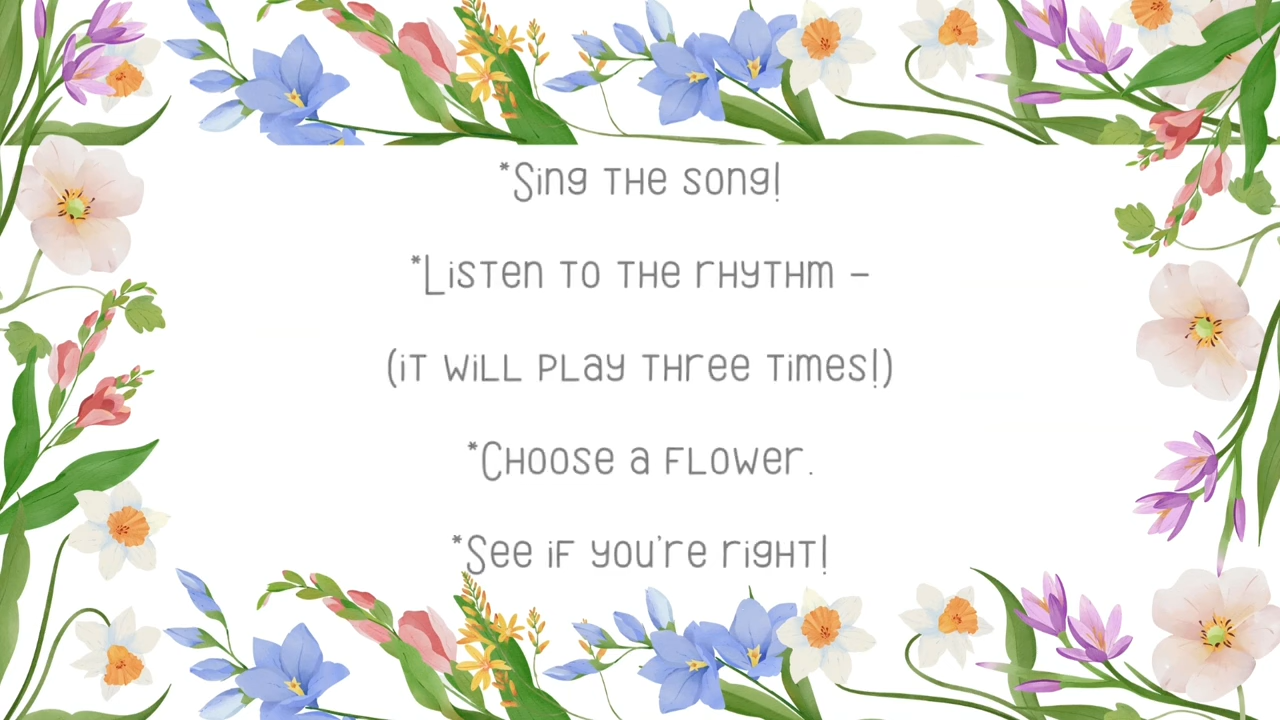 *Sing the song!
*Listen to the rhythm –
(it will play three times!)
*Choose a flower.
*See if you're right!